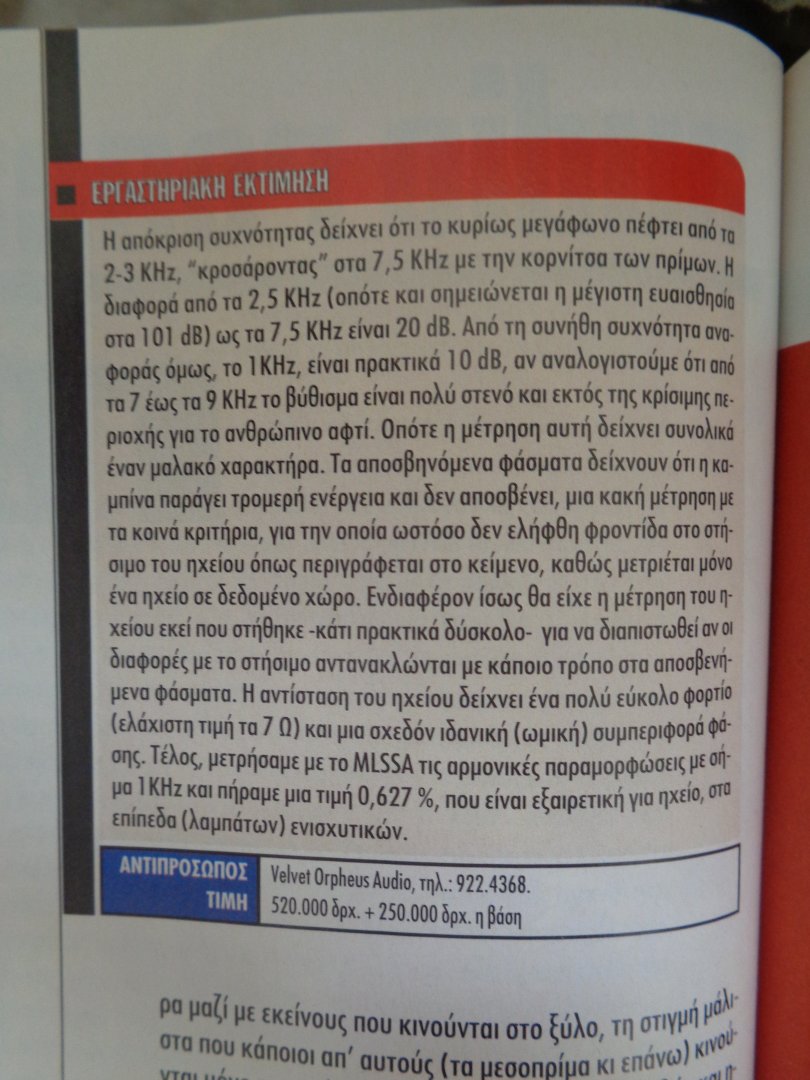 ΕΡΓΑΣΤΗΡΙΑΚΗ ΕΚΤΙΜΗΣΗ
Η απόκριση συχνότητας δείχνει ότι το κυρίως μεγάφωνο πέφτει από τα
2-3 KHz, “κροσάροντας” στα 7,5 KHz με την κορνίτσα των πρίμων. Η
διαφορά από τα 2,5 KHz (οπότε και σημειώνεται η μέγιστη ευαισθησία
στα 101 dB) ως τα 7,5 KHz είναι 20 dB. Από τη συνήθη συχνότητα ανα-
φοράς όμως, το 1KHz, είναι πρακτικά 10 dB, αν αναλογιστούμε ότι από
τα 7 έως τα 9 KHz το βύθισμα είναι πολύ στενό και εκτός της κρίσιμης πε-
ριοχής για το ανθρώπινο αφτί. Οπότε η μέτρηση αυτή δείχνει συνολικά
έναν μαλακό χαρακτήρα. Τα αποσβηνόμενα φάσματα δείχνουν ότι η κα-
μπίνα παράγει τρομερή ενέργεια και δεν αποσβένει, μια κακή μέτρηση με
τα κοινά κριτήρια, για την οποία ωστόσο δεν ελήφθη φροντίδα στο στή-
σιμο του ηχείου όπως περιγράφεται στο κείμενο, καθώς μετριέται μόνο
ένα ηχείο σε δεδομένο χώρο. Ενδιαφέρον ίσως θα είχε η μέτρηση του η-
χείου εκεί που στήθηκε -κάτι πρακτικά δύσκολο- για να διαπιστωθεί αν οι
διαφορές με το στήσιμο αντανακλώνται με κάποιο τρόπο στα αποσβενή-
μενα φάσματα. Η αντίσταση του ηχείου δείχνει ένα πολύ εύκολο φορτίο
(ελάχιστη τιμή τα 7 Ω) και μια σχεδόν ιδανική (ωμική) συμπεριφορά φά-
σης. Τέλος, μετρήσαμε με το MLSSA τις αρμονικές παραμορφώσεις με σή-
μα 1KHz και πήραμε μια τιμή 0,627 %, που είναι εξαιρετική για ηχείο, στα
επίπεδα (λαμπάτων) ενισχυτικών.
ΑΝΤΙΠΡΟΣΩΠΟΣ Velvet Orpheus Audio, τηλ.: 922.4368.
ΤΙΜΗ 520.000 δρχ. + 250.000 δρχ. η βάση
ρα μαζί με εκείνους που κινούνται στο ξύλο, τη στιγμή μάλι-
στα που κάποιοι απ’ αυτούς (τα μεσοπρίμα κι επάνω) κινού-